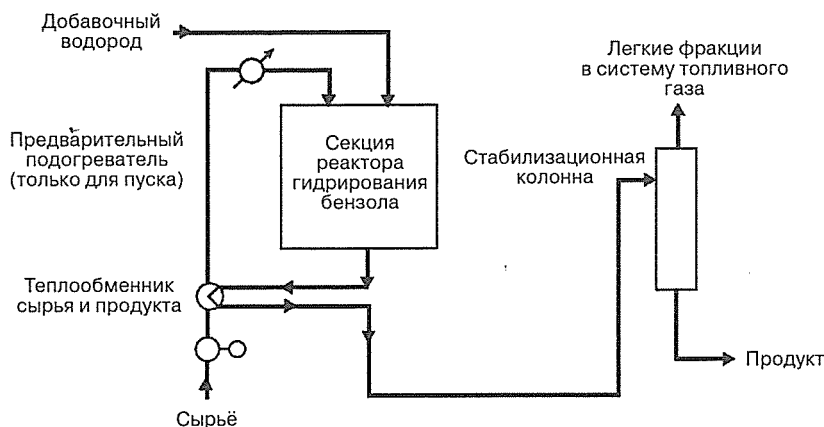 Добавочный
водород
Легкие фракции
в систему топливного
газа
Предварительный
подогреватель
(только для пуска)
Секция
реактора
гидрирования
бензола
Стабилизационная
колонна
Теплообменник
сырья и продукта
Продукт
Сырьё